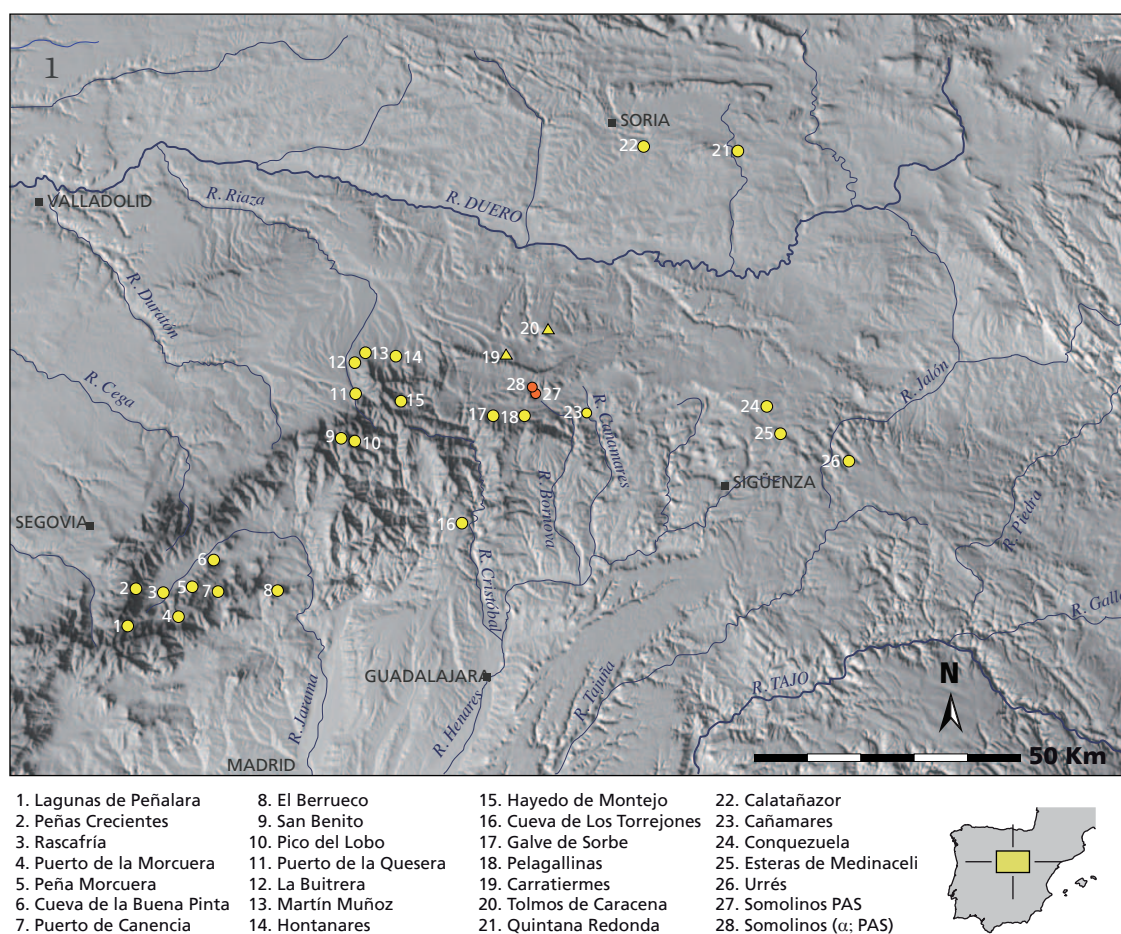 1
SORIA
22
21
VALLADOLID
R. Riaza
R. DUERO
R. Duratón
20
19
13
14
12
28
27
11
15
R. Cega
17
18
23
R. Cañamares
24
R. Jalón
25
9
10
26
SIGÜENZA
R. Bornova
R. Piedra
SEGOVIA
16
6
R. Cristóbal
2
3
5
7
8
4
1
R. Gallo
GUADALAJARA
R. Tajuña
R. TAJO
N
R. Jarama
R. Henares
MADRID
50 Km
1. Lagunas de Peñalara
2. Peñas Crecientes
3. Rascafría
4. Puerto de la Morcuera
5. Peña Morcuera
6. Cueva de la Buena Pinta
7. Puerto de Canencia
8. El Berrueco
9. San Benito
10. Pico del Lobo
11. Puerto de la Quesera
12. La Buitrera
13. Martín Muñoz
14. Hontanares
15. Hayedo de Montejo
16. Cueva de Los Torrejones
17. Galve de Sorbe
18. Pelagallinas
19. Carratiermes
20. Tolmos de Caracena
21. Quintana Redonda
22. Calatañazor
23. Cañamares
24. Conquezuela
25. Esteras de Medinaceli
26. Urrés
27. Somolinos PAS
28. Somolinos (α; PAS)